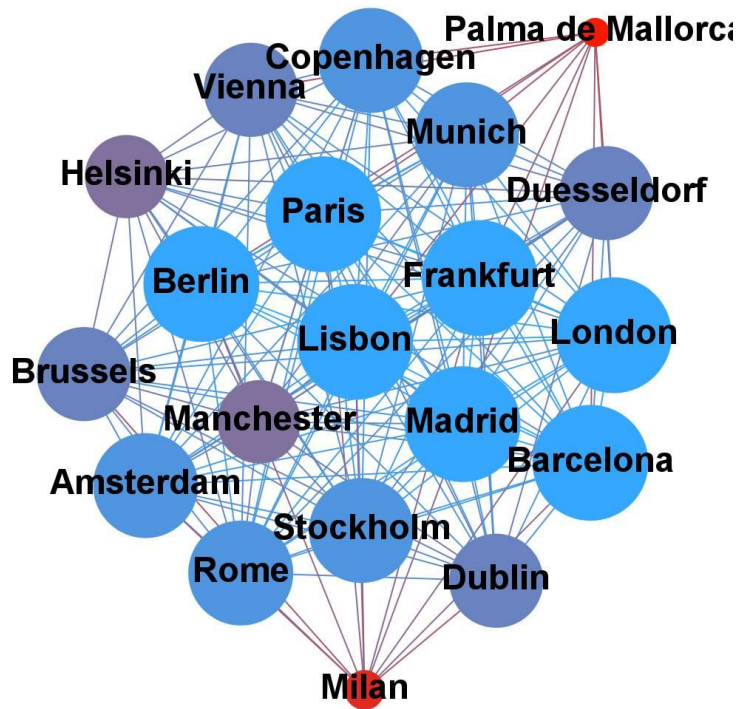 Palma de Mallorca
Copenhagen
Vienna
Munich
Helsinki
Duesseldorf
Paris
Frankfurt
Berlin
Lisbon
London
Brussels
Manchester
Madrid
Barcelona
Amsterdam
Stockholm
Rome
Dublin
Milan